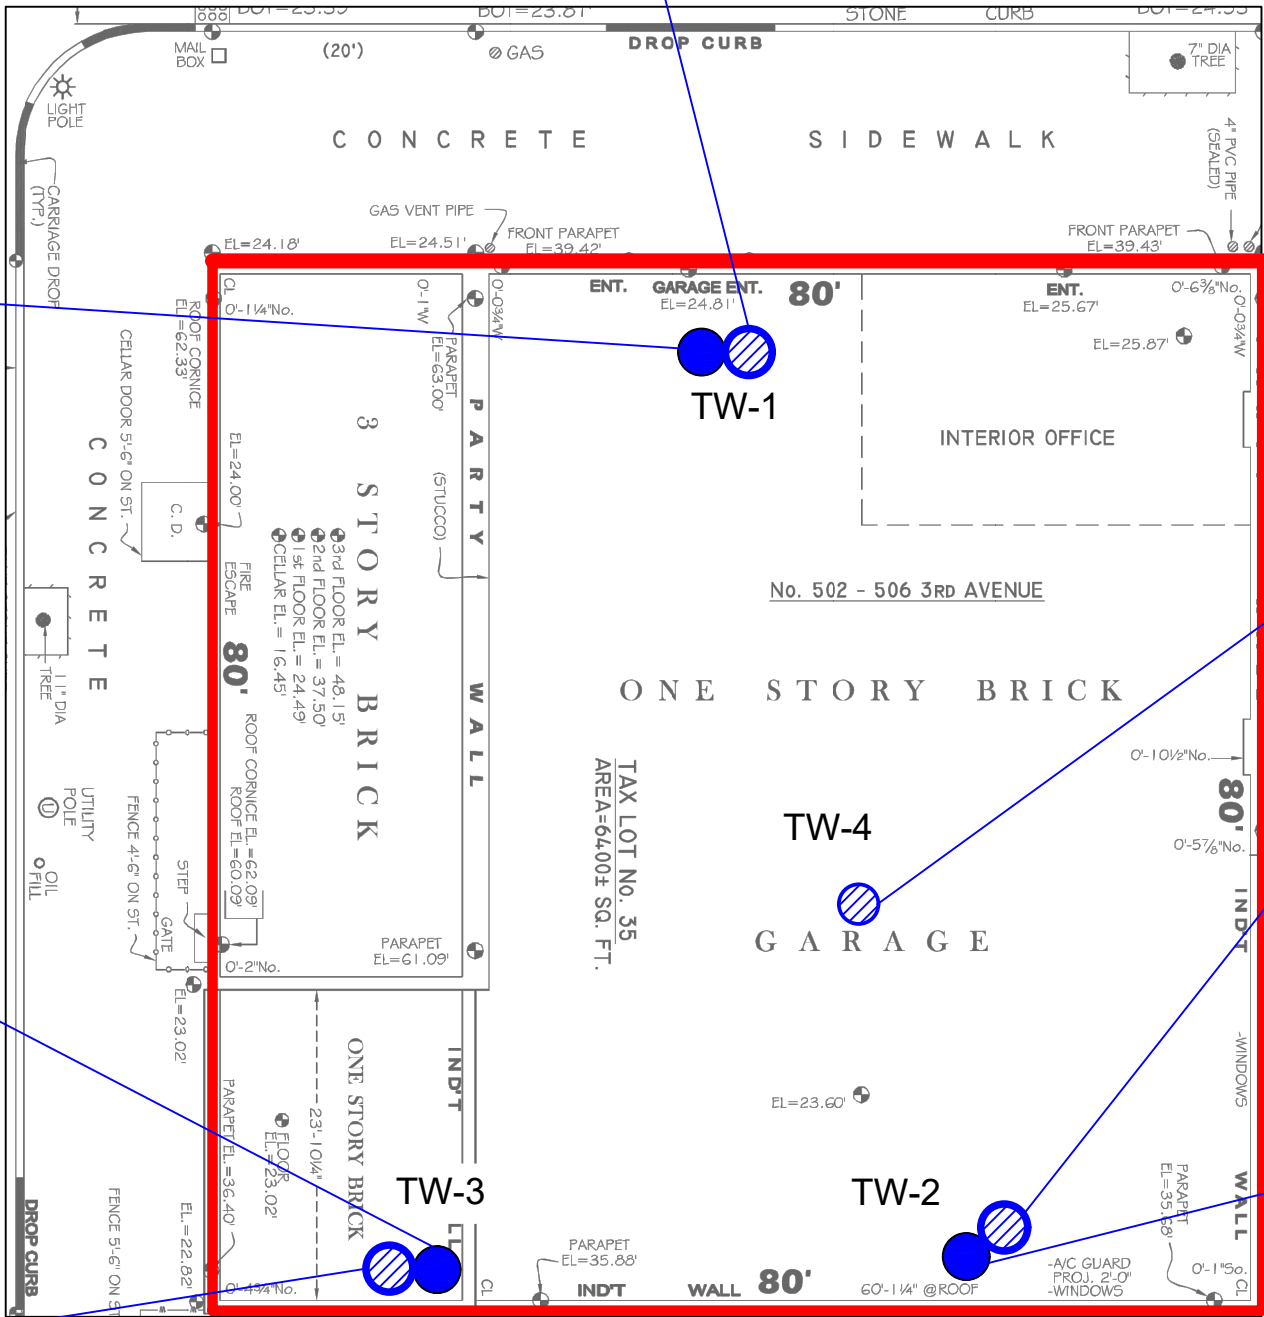 BOT=23.81'
STONE CURB
MAIL
BOX
(20')
GAS
DROP CURB
7" DIA
TREE
LIGHT
POLE
CONCRETE SIDEWALK
4" PVC PIPE
(SEALED)
CARRIAGE DROP
(TYP.)
GAS VENT PIPE
EL=24.18'
EL=24.51'
FRONT PARAPET
EL=39.42'
FRONT PARAPET
EL=39.43'
CL
0'-1¼"No.
0'-1"W
0'-0¾"W
ENT.
GARAGE ENT.
EL=24.81'
80'
ENT.
EL=25.67'
0'-6⅜"No.
0'-0¾"W
ROOF CORNICE
EL=62.33'
PARAPET
EL=63.00'
EL=25.87'
TW-1
INTERIOR OFFICE
CELLAR DOOR 5'-6" ON ST.
CONCRETE
EL=24.00'
C.D.
3 STORY BRICK
PARTY WALL
(STUCCO)
3rd FLOOR EL.= 48.15'
2nd FLOOR EL.= 37.50'
1st FLOOR EL.= 24.49'
CELLAR EL.= 16.45'
FIRE
ESCAPE
80'
No. 502 - 506 3RD AVENUE
11" DIA
TREE
ONE STORY BRICK
ROOF CORNICE EL.=62.09'
ROOF EL=60.09'
0'-10½"No.
TAX LOT No. 35
AREA=6400± SQ. FT.
80'
UTILITY
POLE
U
FENCE 4'-6" ON ST.
TW-4
0'-5⅞"No.
OIL
FILL
STEP
GATE
IND'T
GARAGE
PARAPET
EL=61.09'
0'-2"No.
EL=23.02'
ONE STORY BRICK
IND'T
-WINDOWS
PARAPET EL.=36.40'
FLOOR
EL.=23.02'
23'-10¼"
EL=23.60'
TW-3
TW-2
PARAPET
EL=35.68'
WALL
DROP CURB
FENCE 5'-6" ON ST
EL.=22.82'
LL
PARAPET
EL=35.88'
0'-4¾"No.
CL
IND'T WALL 80'
60'-1¼" @ROOF
-A/C GUARD
PROJ. 2'-0"
-WINDOWS
0'-1"So.
CL